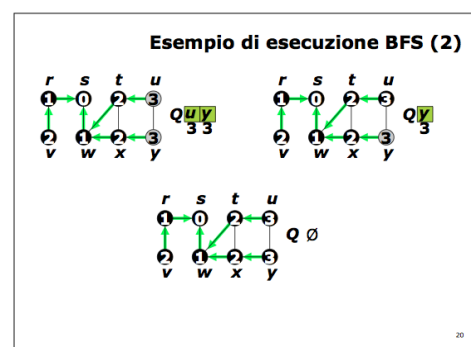 Esempio di esecuzione BFS (2)
r s t u
1 0 2 3
Q u y
3 3
2 1 2 3
v w x y
r s t u
1 0 2 3
Q y
3
2 1 2 3
v w x y
r s t u
1 0 2 3
Q Ø
2 1 2 3
v w x y
20